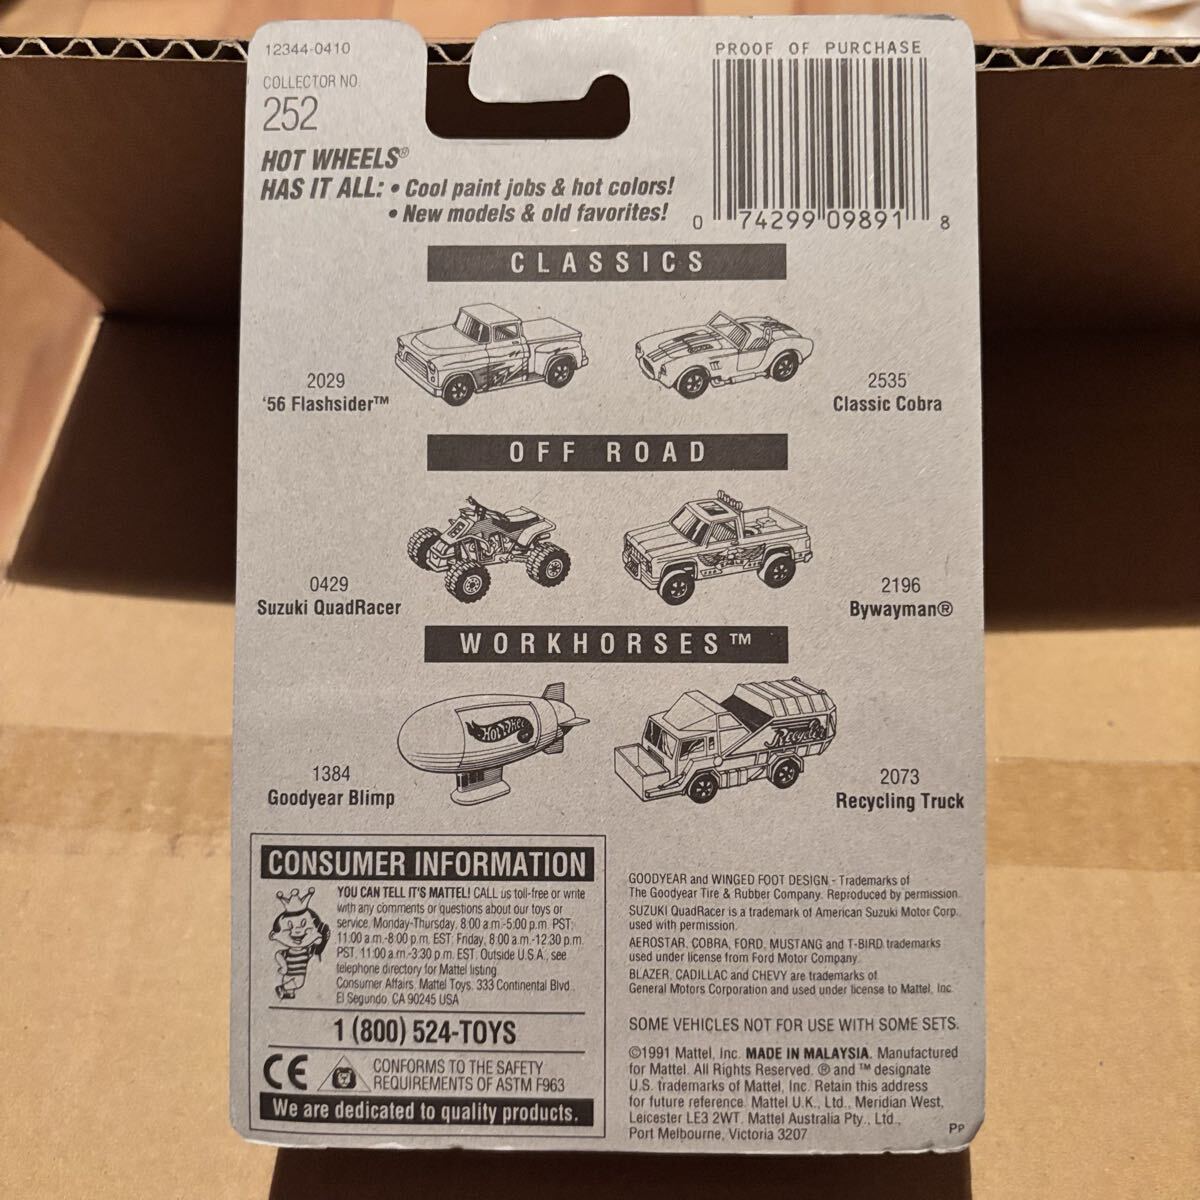 12344-0410
COLLECTOR NO.
252
PROOF OF PURCHASE
0 74299 09891 8
HOT WHEELS®
HAS IT ALL: • Cool paint jobs & hot colors!
• New models & old favorites!
CLASSICS
2029
'56 Flashsider™
2535
Classic Cobra
OFF ROAD
0429
Suzuki QuadRacer
2196
Bywayman®
WORKHORSES™
Hot Wheels
Recycler
1384
Goodyear Blimp
2073
Recycling Truck
CONSUMER INFORMATION
YOU CAN TELL IT'S MATTEL! CALL us toll-free or write
with any comments or questions about our toys or
service, Monday-Thursday, 8:00 a.m.-5:00 p.m. PST;
11:00 a.m.-8:00 p.m. EST; Friday, 8:00 a.m.-12:30 p.m.
PST, 11:00 a.m.-3:30 p.m. EST. Outside U.S.A., see
telephone directory for Mattel listing.
Consumer Affairs, Mattel Toys, 333 Continental Blvd.,
El Segundo, CA 90245 USA
1 (800) 524-TOYS
CE
CONFORMS TO THE SAFETY
REQUIREMENTS OF ASTM F963
We are dedicated to quality products.
GOODYEAR and WINGED FOOT DESIGN - Trademarks of
The Goodyear Tire & Rubber Company. Reproduced by permission.
SUZUKI QuadRacer is a trademark of American Suzuki Motor Corp.,
used with permission.
AEROSTAR, COBRA, FORD, MUSTANG and T-BIRD trademarks
used under license from Ford Motor Company.
BLAZER, CADILLAC and CHEVY are trademarks of
General Motors Corporation and used under license to Mattel, Inc.
SOME VEHICLES NOT FOR USE WITH SOME SETS.
©1991 Mattel, Inc. MADE IN MALAYSIA. Manufactured
for Mattel. All Rights Reserved. ® and ™ designate
U.S. trademarks of Mattel, Inc. Retain this address
for future reference. Mattel U.K., Ltd., Meridian West,
Leicester LE3 2WT. Mattel Australia Pty., Ltd.,
Port Melbourne, Victoria 3207
PP